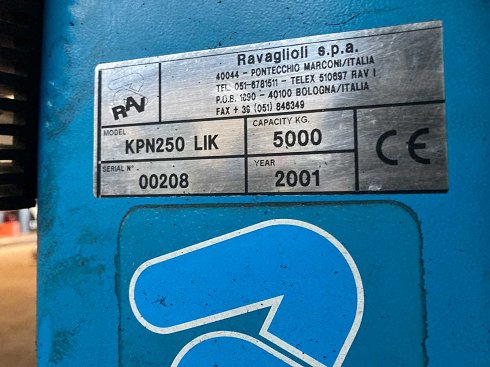 Ravaglioli s.p.a.
40044 - PONTECCHIO MARCONI/ITALIA
TEL. 051-6781511 - TELEX 510697 RAV I
P.O.B. 1690 - 40100 BOLOGNA/ITALIA
FAX + 39 (051) 846349
RAV
MODEL
KPN250 LIK
CAPACITY KG.
5000
SERIAL N°
00208
YEAR
2001
CE